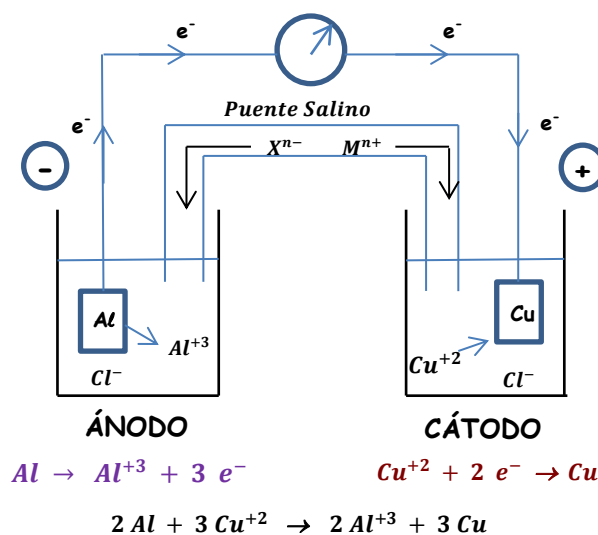 e⁻ e⁻
Puente Salino
e⁻ e⁻
Xⁿ⁻ Mⁿ⁺
- +
Al Al⁺³ Cu⁺² Cu
Cl⁻ Cl⁻
ÁNODO CÁTODO
Al → Al⁺³ + 3 e⁻ Cu⁺² + 2 e⁻ → Cu
2 Al + 3 Cu⁺² → 2 Al⁺³ + 3 Cu